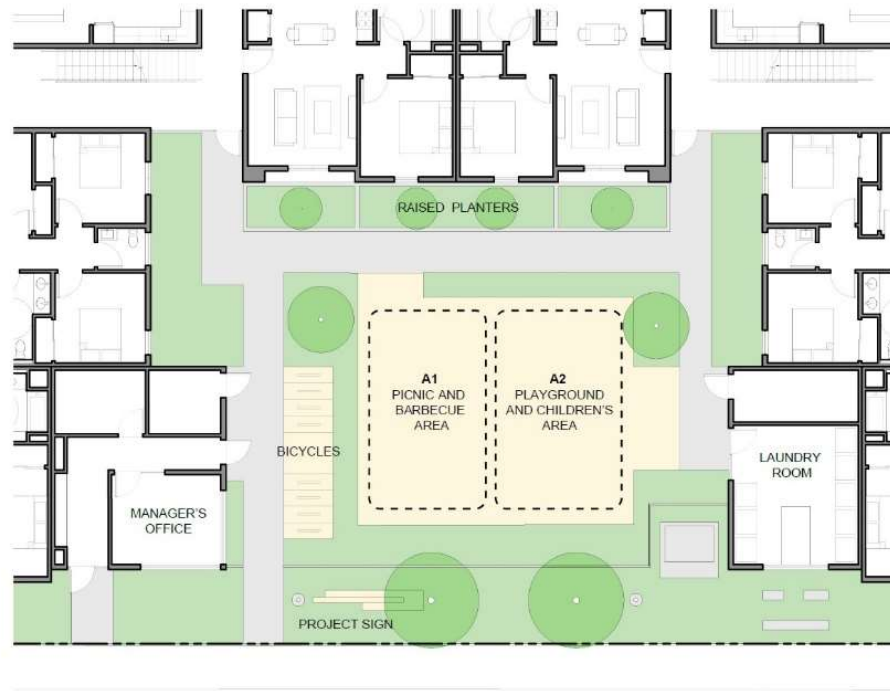 RAISED PLANTERS
A1
PICNIC AND
BARBECUE
AREA
A2
PLAYGROUND
AND CHILDREN'S
AREA
BICYCLES
LAUNDRY
ROOM
MANAGER'S
OFFICE
PROJECT SIGN